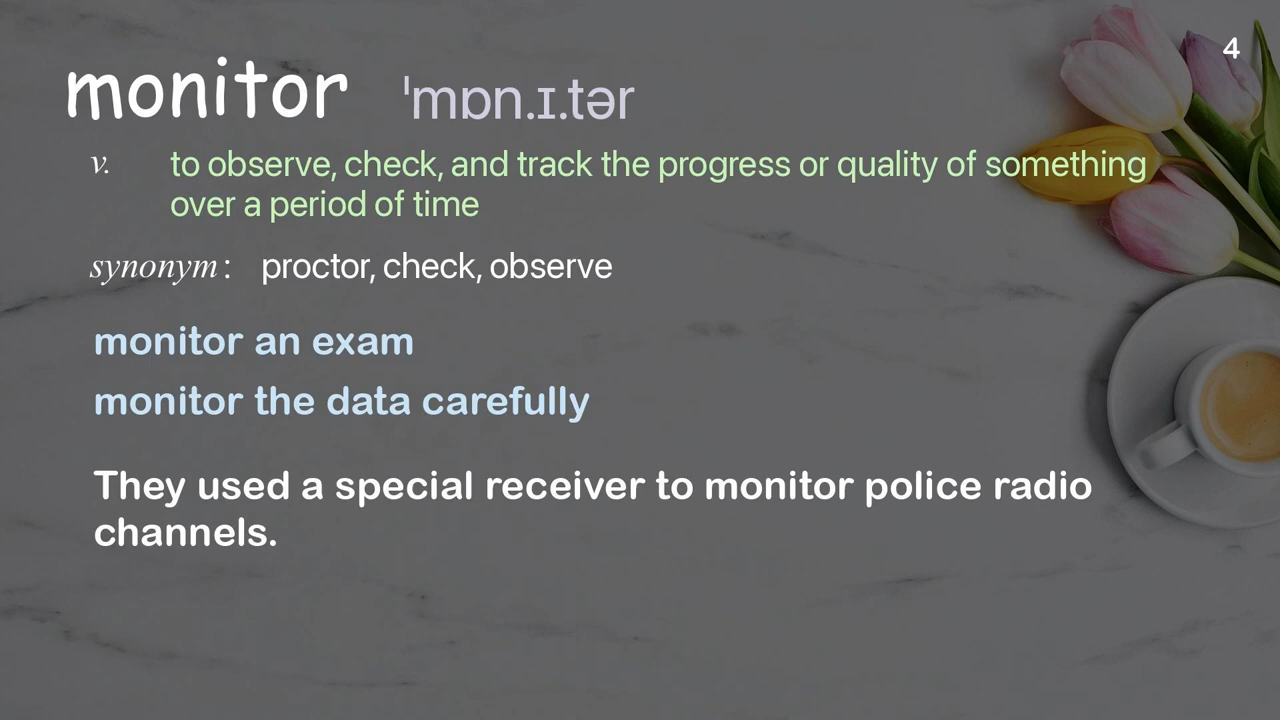 4
monitor ˈmɒn.ɪ.tər
v. to observe, check, and track the progress or quality of something
over a period of time
synonym: proctor, check, observe
monitor an exam
monitor the data carefully
They used a special receiver to monitor police radio
channels.